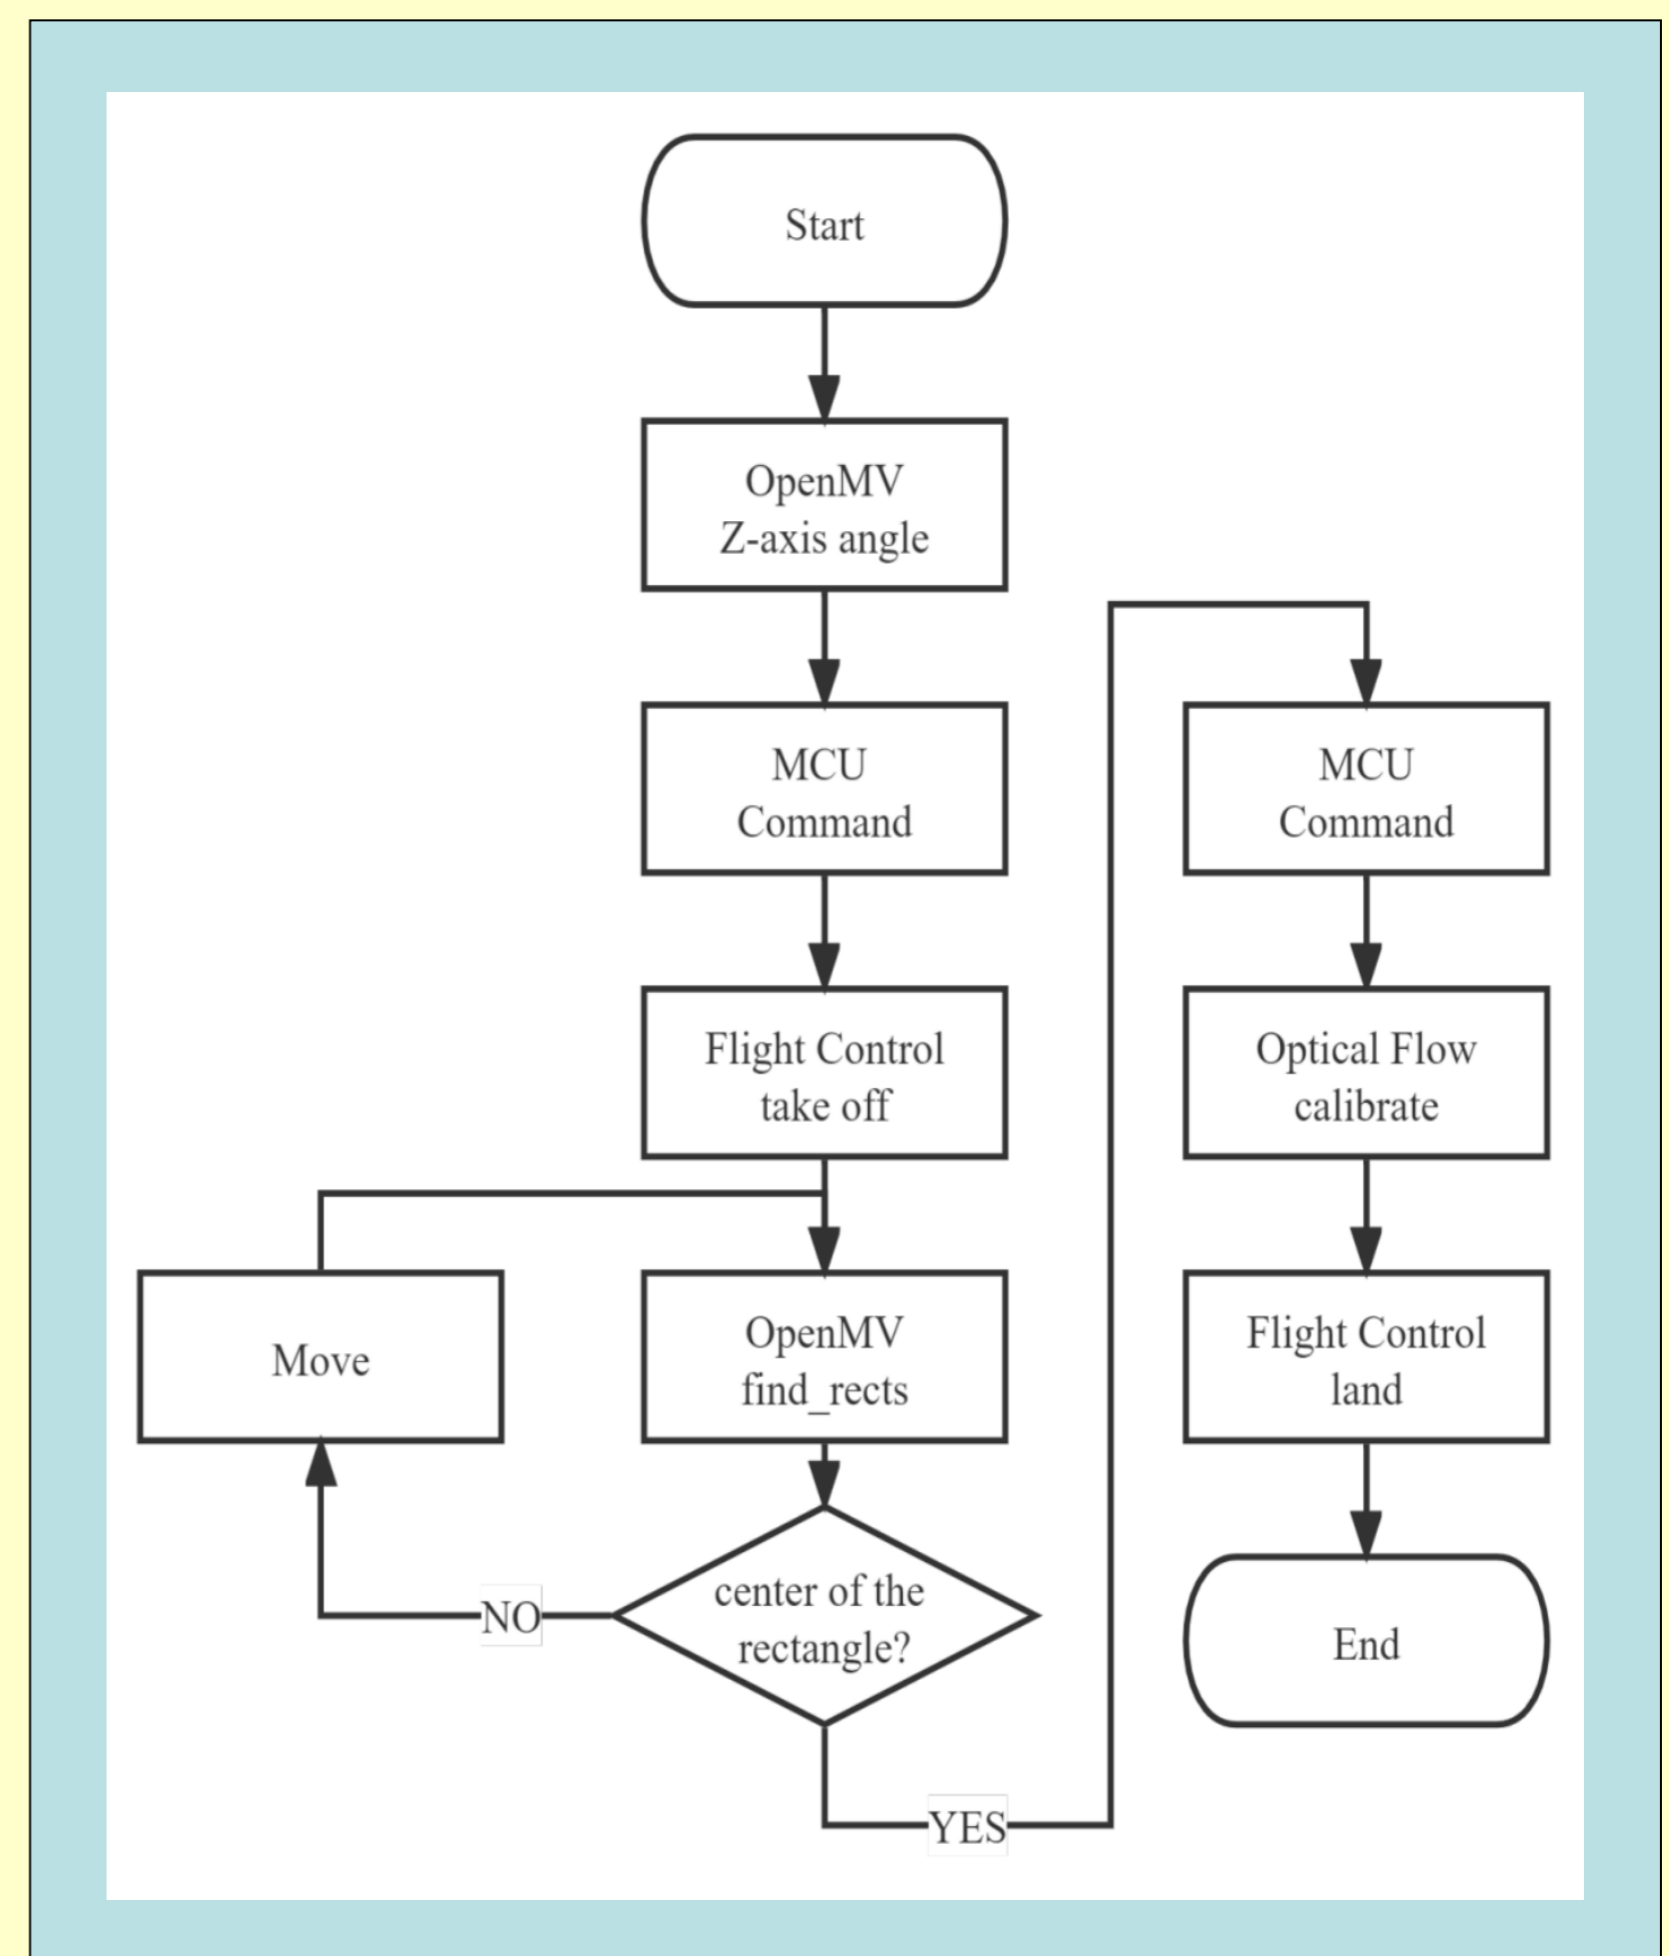 Start
OpenMV
Z-axis angle
MCU
Command
Flight Control
take off
OpenMV
find_rects
center of the
rectangle?
NO
Move
YES
MCU
Command
Optical Flow
calibrate
Flight Control
land
End